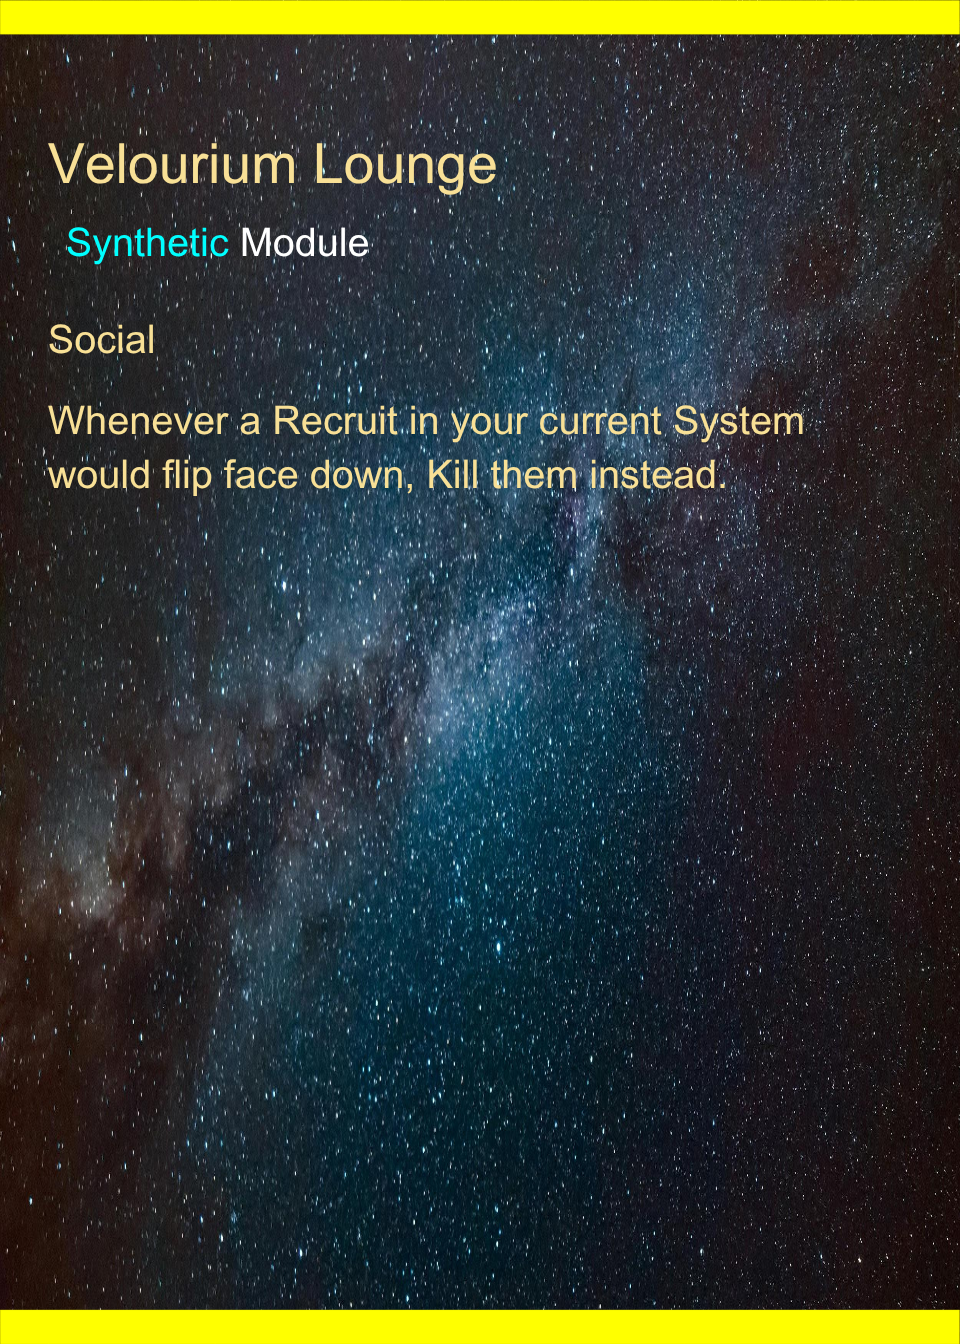 Velourium Lounge
Synthetic Module
Social
Whenever a Recruit in your current System
would flip face down, Kill them instead.